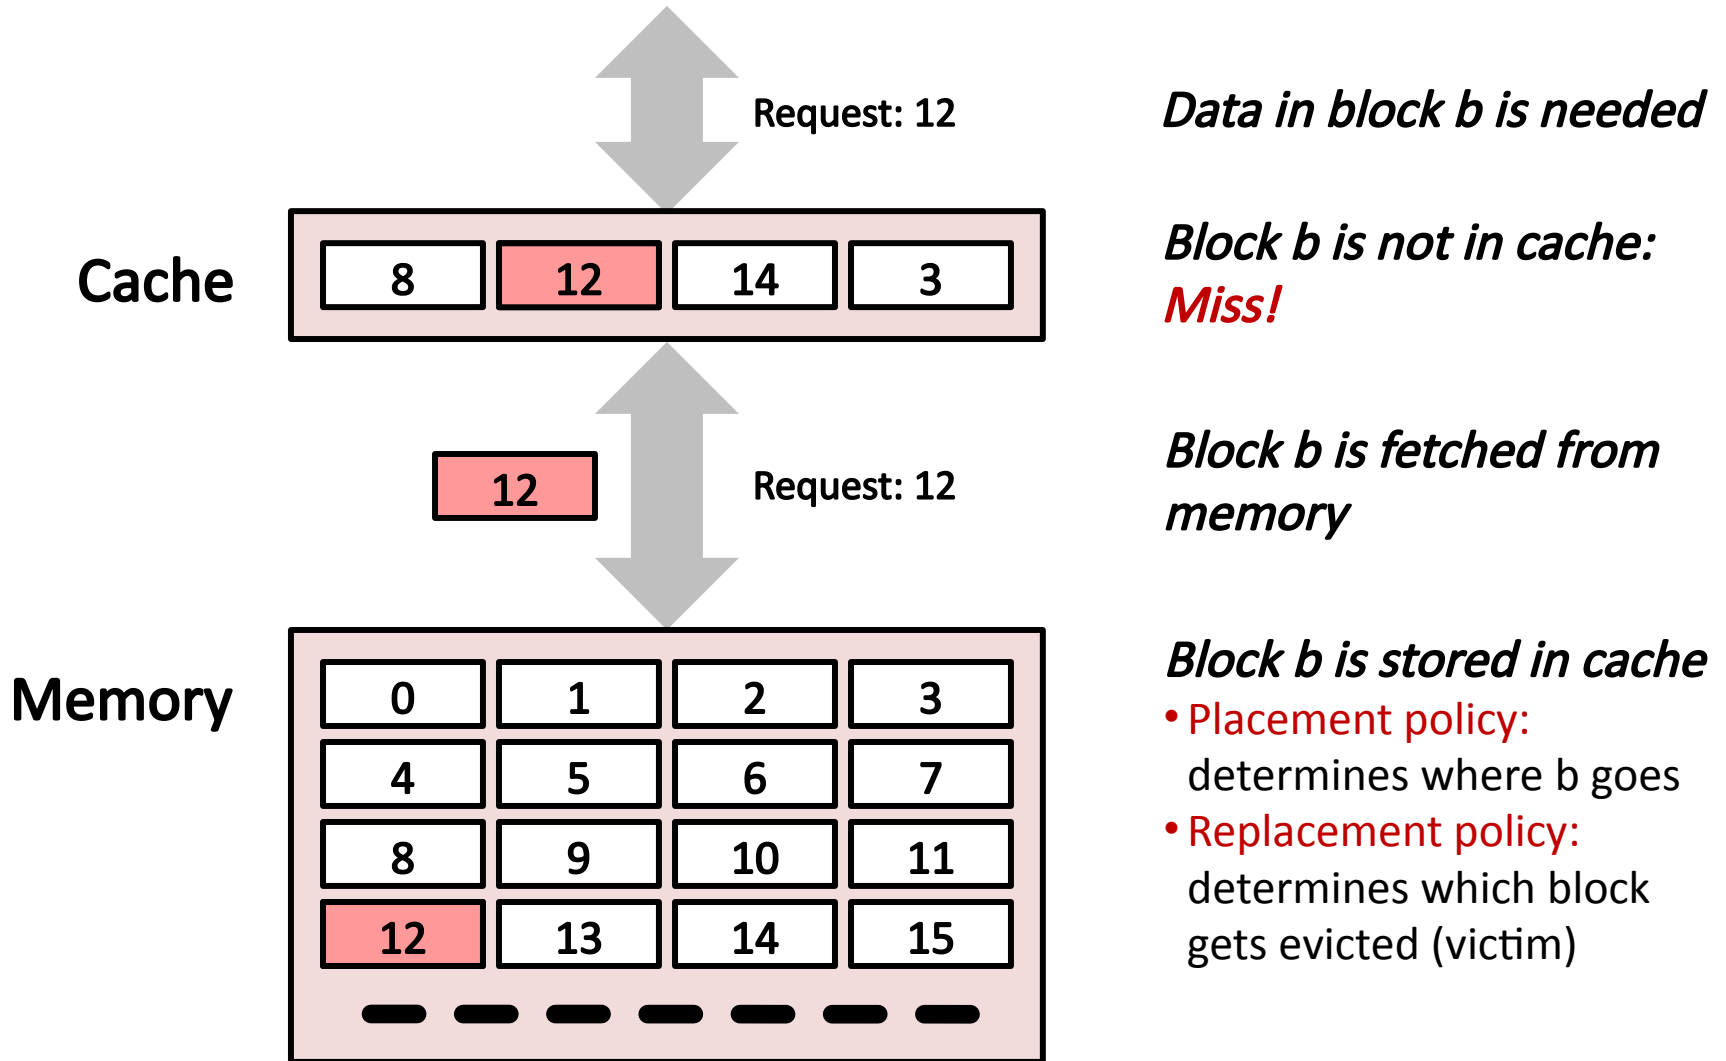 Request: 12
Data in block b is needed
Cache
8 12 14 3
Block b is not in cache:
Miss!
12
Request: 12
Block b is fetched from
memory
Memory
0 1 2 3
4 5 6 7
8 9 10 11
12 13 14 15
Block b is stored in cache
• Placement policy:
determines where b goes
• Replacement policy:
determines which block
gets evicted (victim)